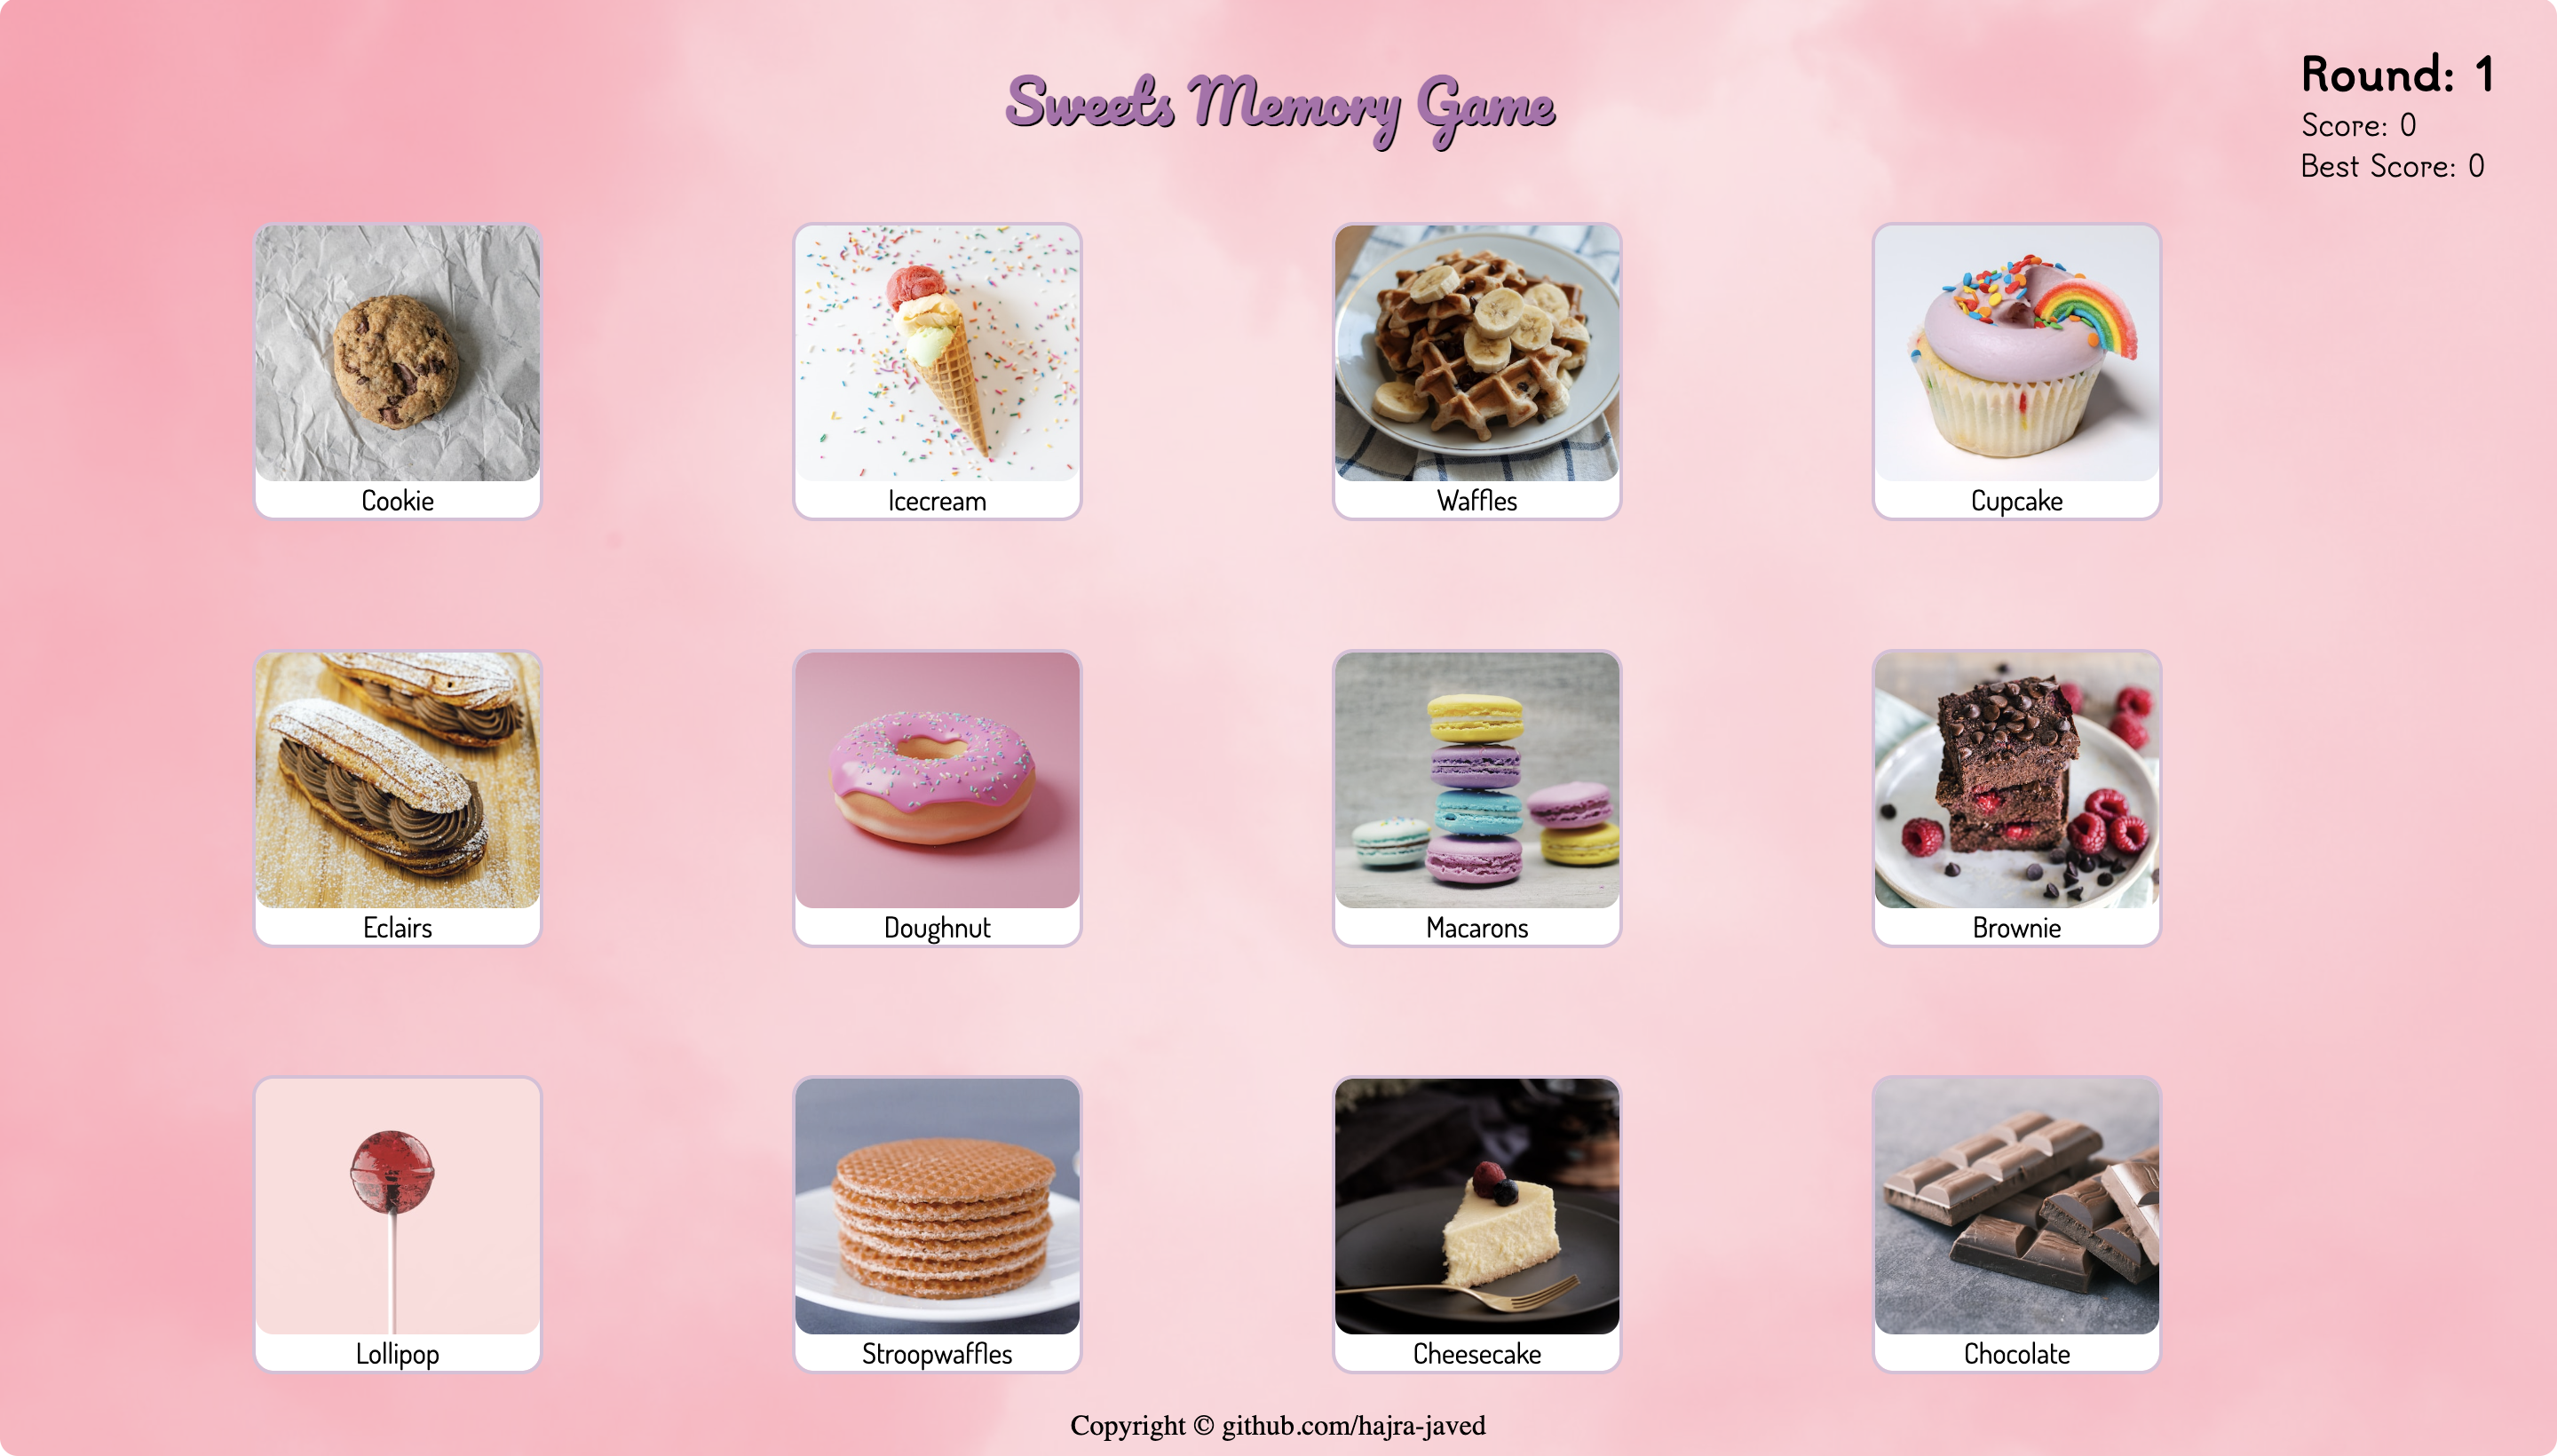 Sweets Memory Game
Round: 1
Score: 0
Best Score: 0
Cookie
Icecream
Waffles
Cupcake
Eclairs
Doughnut
Macarons
Brownie
Lollipop
Stroopwaffles
Cheesecake
Chocolate
Copyright © github.com/hajra-javed